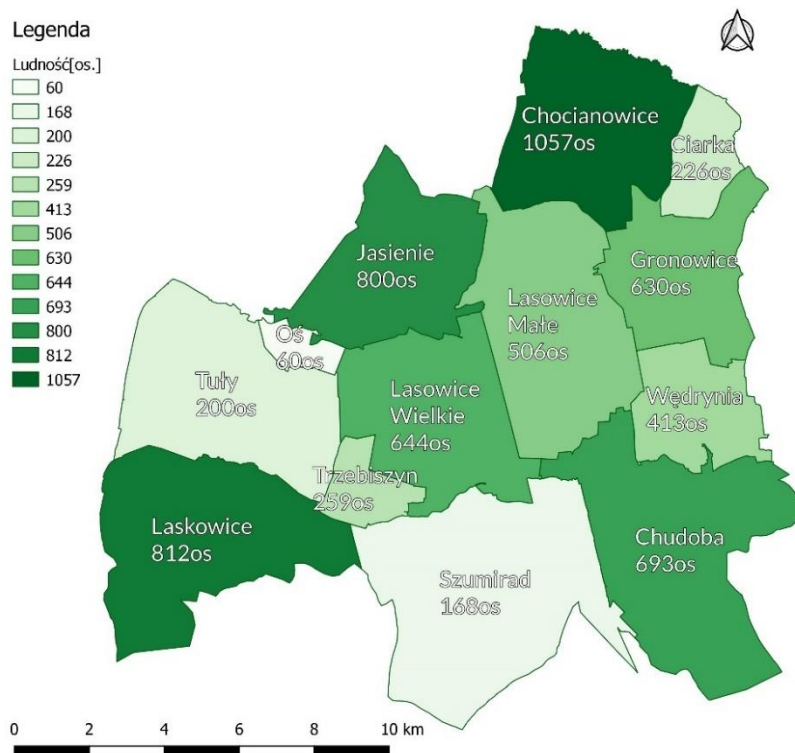 Legenda
Ludność[os.]
60
168
200
226
259
413
506
630
644
693
800
812
1057
Chocianowice
1057os
Ciarka
226os
Jasienie
800os
Gronowice
630os
Lasowice
Małe
506os
Oś
60os
Tuły
200os
Lasowice
Wielkie
644os
Wędrynia
413os
Trzebiszyn
259os
Laskowice
812os
Chudoba
693os
Szumirad
168os
0 2 4 6 8 10 km